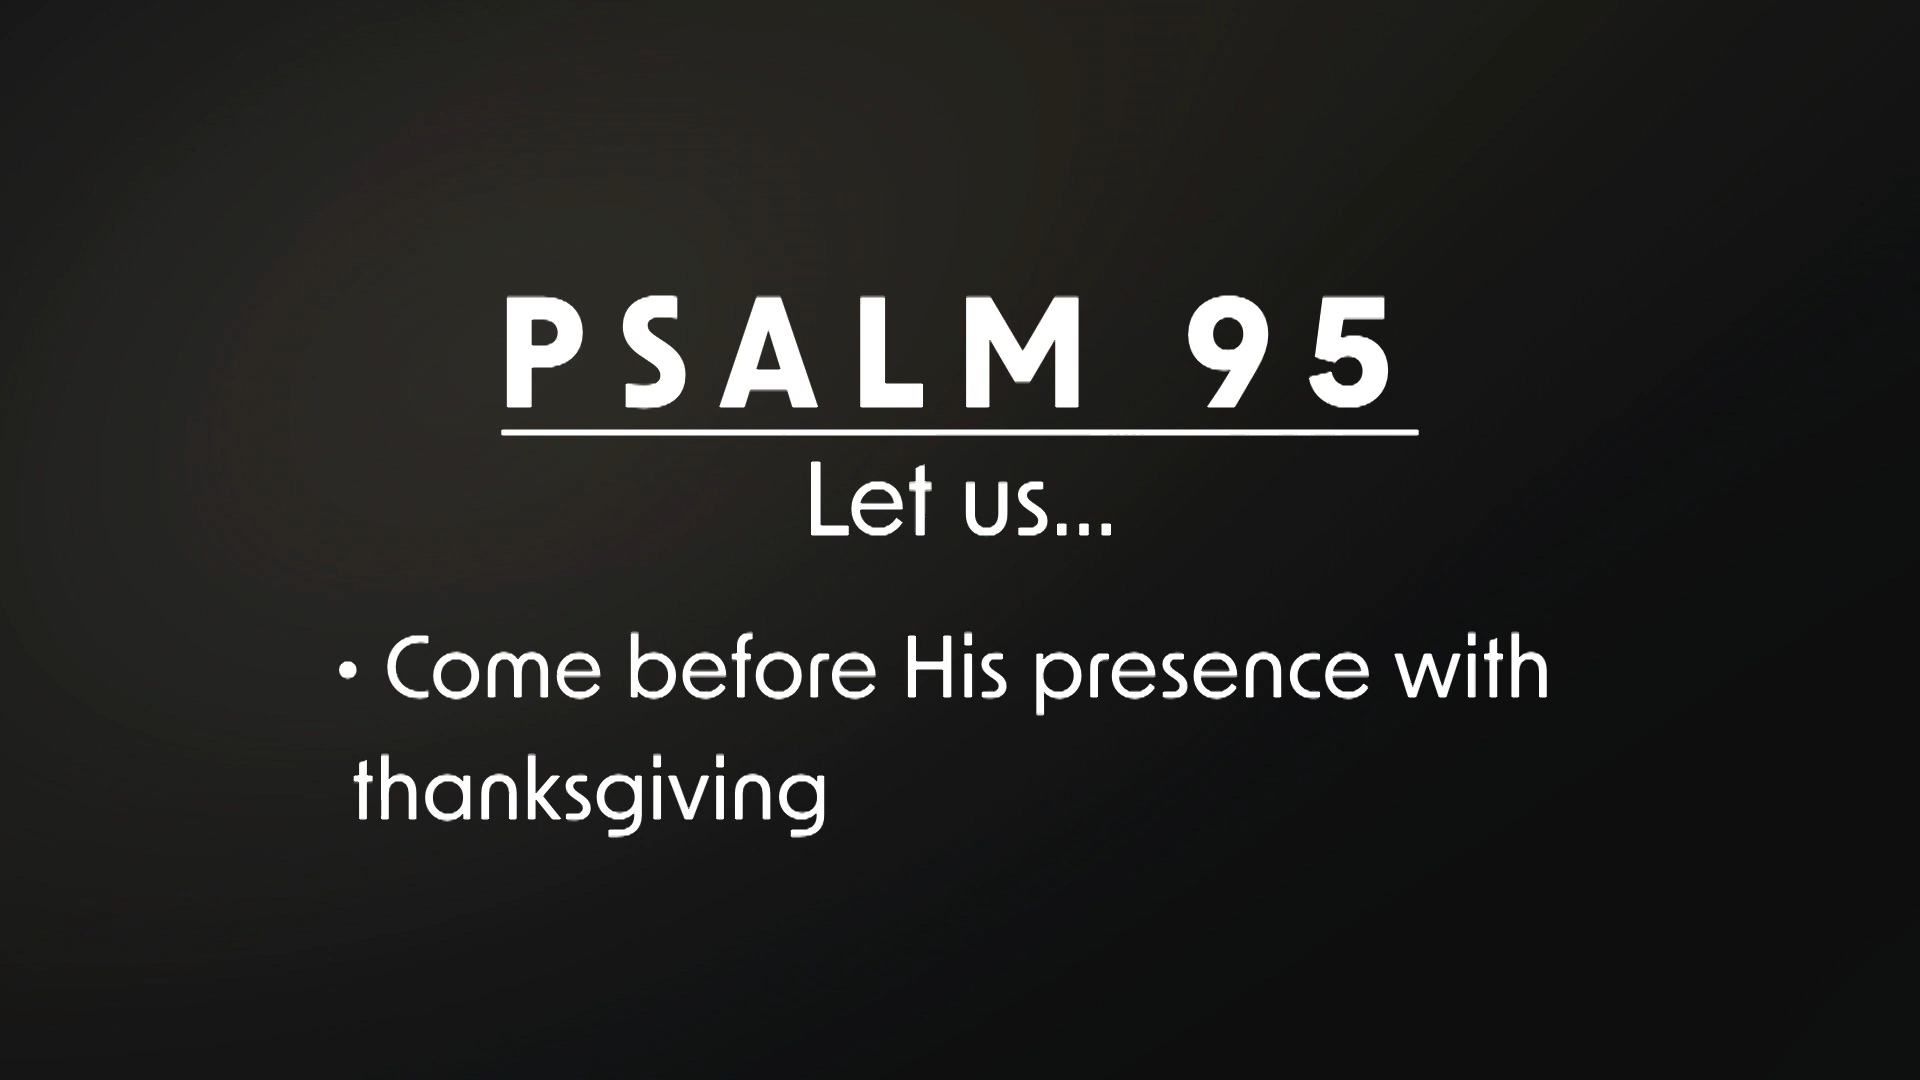 PSALM 95
Let us...
• Come before His presence with
thanksgiving